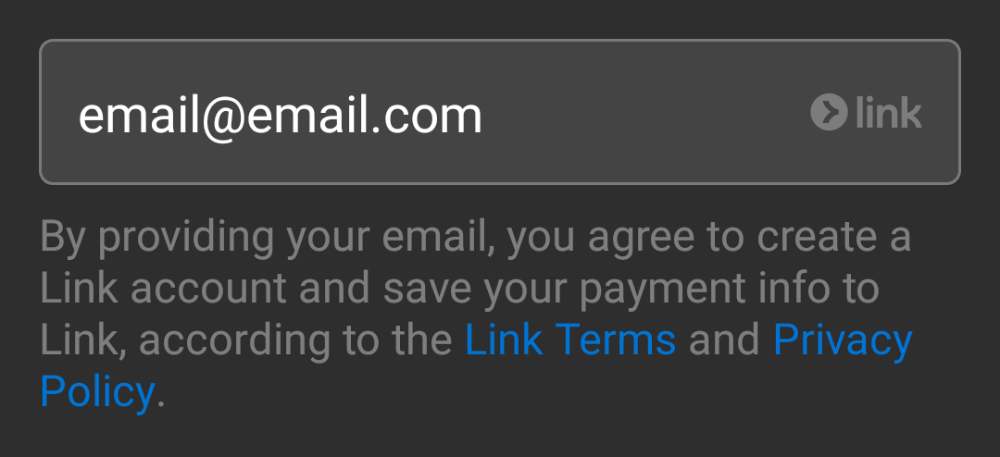 email@email.com
link
By providing your email, you agree to create a
Link account and save your payment info to
Link, according to the Link Terms and Privacy
Policy.